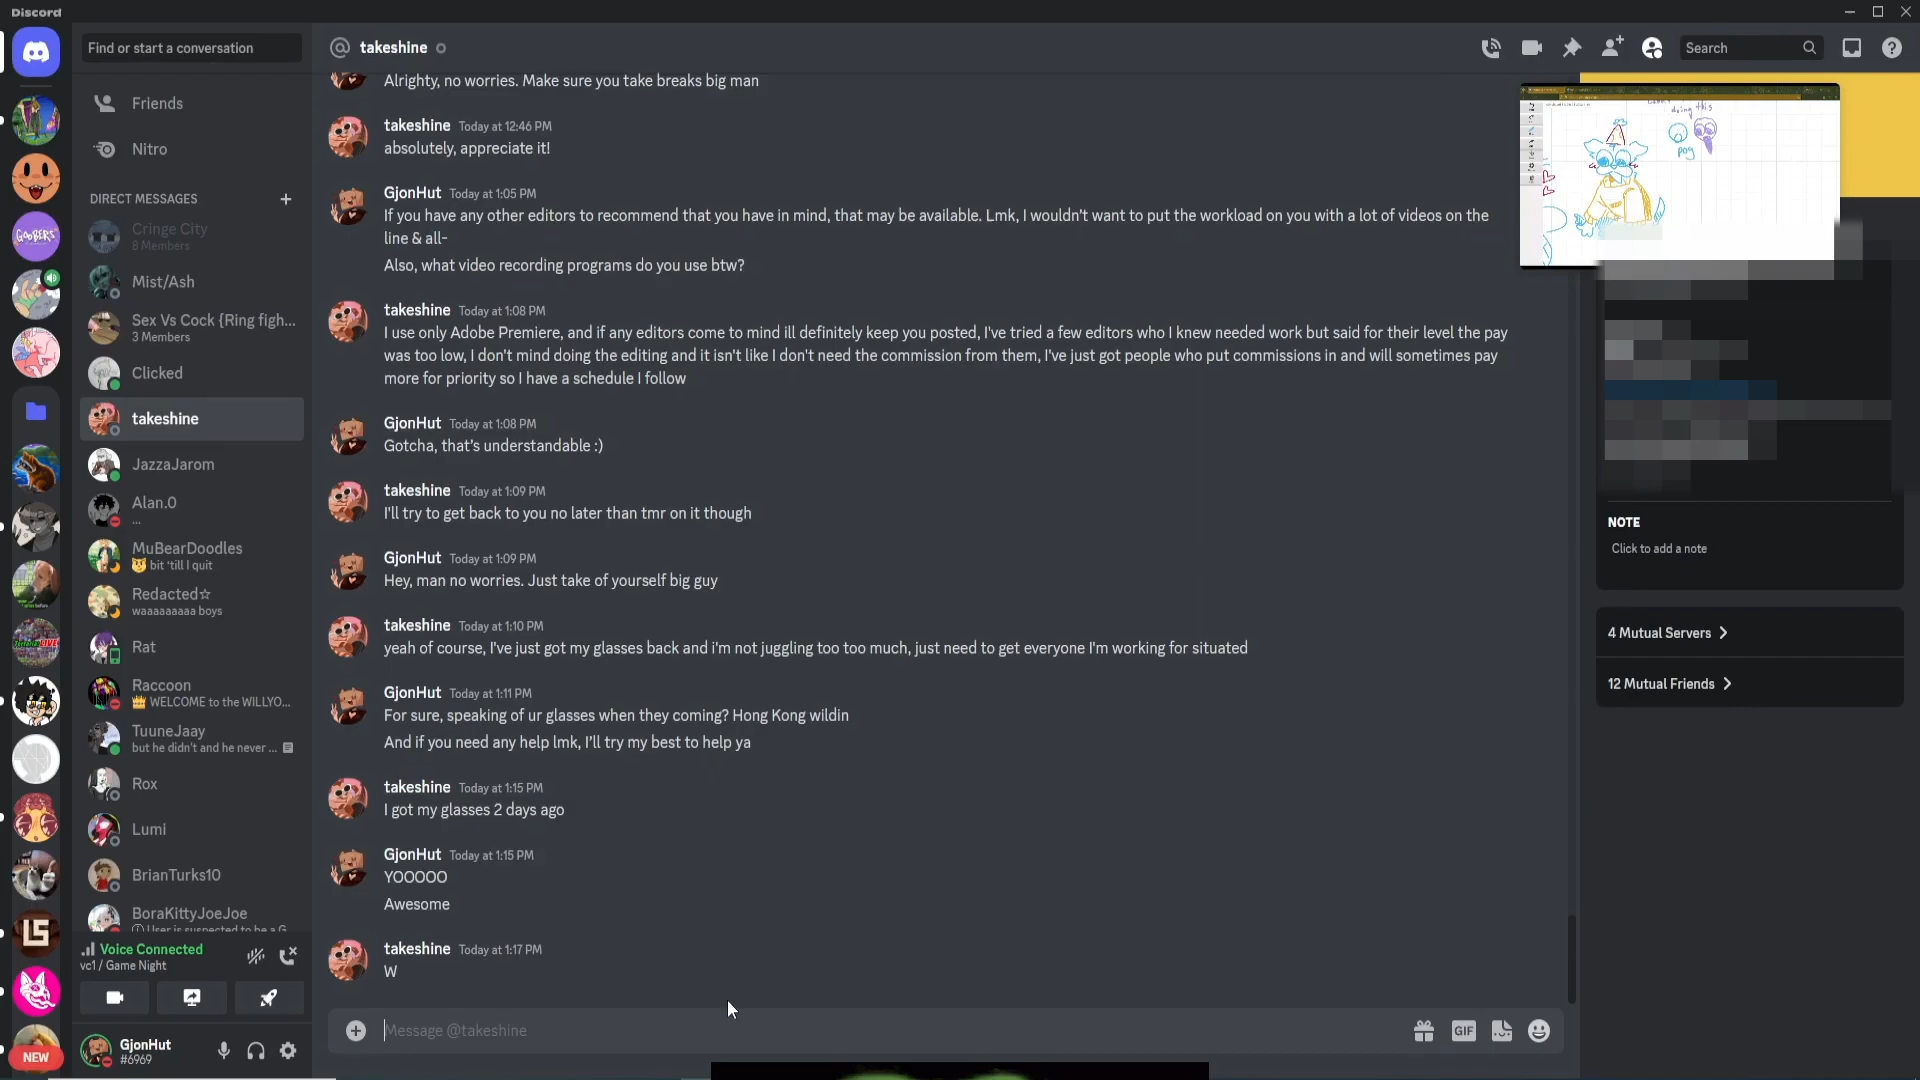 Discord
Find or start a conversation
takeshine
Search
Friends
Nitro
DIRECT MESSAGES
Cringe City
8 Members
Mist/Ash
Sex Vs Cock {Ring figh...
3 Members
Clicked
takeshine
JazzaJarom
Alan.0
...
MuBearDoodles
😼 bit 'till I quit
Redacted☆
waaaaaaaaa boys
Rat
Raccoon
👑 WELCOME to the WILLYO...
TuuneJaay
but he didn't and he never ...
Rox
Lumi
BrianTurks10
BoraKittyJoeJoe
User is suspected to be a G
Voice Connected
vc1 / Game Night
GjonHut
#6969
GOOBERS
LIVE
LS
NEW
Alrighty, no worries. Make sure you take breaks big man
takeshine Today at 12:46 PM
absolutely, appreciate it!
GjonHut Today at 1:05 PM
If you have any other editors to recommend that you have in mind, that may be available. Lmk, I wouldn't want to put the workload on you with a lot of videos on the
line & all-
Also, what video recording programs do you use btw?
takeshine Today at 1:08 PM
I use only Adobe Premiere, and if any editors come to mind ill definitely keep you posted, I've tried a few editors who I knew needed work but said for their level the pay
was too low, I don't mind doing the editing and it isn't like I don't need the commission from them, I've just got people who put commissions in and will sometimes pay
more for priority so I have a schedule I follow
GjonHut Today at 1:08 PM
Gotcha, that's understandable :)
takeshine Today at 1:09 PM
I'll try to get back to you no later than tmr on it though
GjonHut Today at 1:09 PM
Hey, man no worries. Just take of yourself big guy
takeshine Today at 1:10 PM
yeah of course, I've just got my glasses back and i'm not juggling too too much, just need to get everyone I'm working for situated
GjonHut Today at 1:11 PM
For sure, speaking of ur glasses when they coming? Hong Kong wildin
And if you need any help lmk, I'll try my best to help ya
takeshine Today at 1:15 PM
I got my glasses 2 days ago
GjonHut Today at 1:15 PM
YOOOOO
Awesome
takeshine Today at 1:17 PM
W
Message @takeshine
GIF
doing this
pog
NOTE
Click to add a note
4 Mutual Servers
12 Mutual Friends